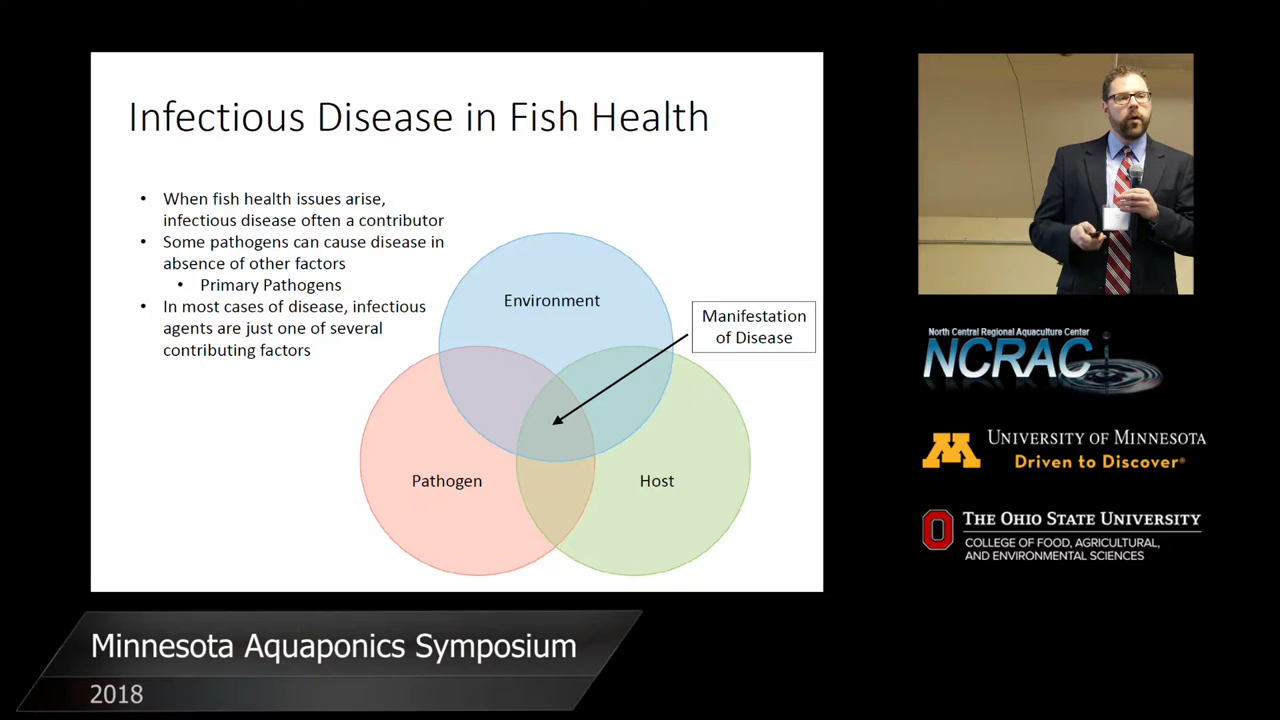 Infectious Disease in Fish Health
• When fish health issues arise,
infectious disease often a contributor
• Some pathogens can cause disease in
absence of other factors
• Primary Pathogens
• In most cases of disease, infectious
agents are just one of several
contributing factors
Environment
Manifestation
of Disease
Pathogen
Host
North Central Regional Aquaculture Center
NCRAC
M
UNIVERSITY OF MINNESOTA
Driven to Discover®
O
THE OHIO STATE UNIVERSITY
COLLEGE OF FOOD, AGRICULTURAL,
AND ENVIRONMENTAL SCIENCES
Minnesota Aquaponics Symposium
2018